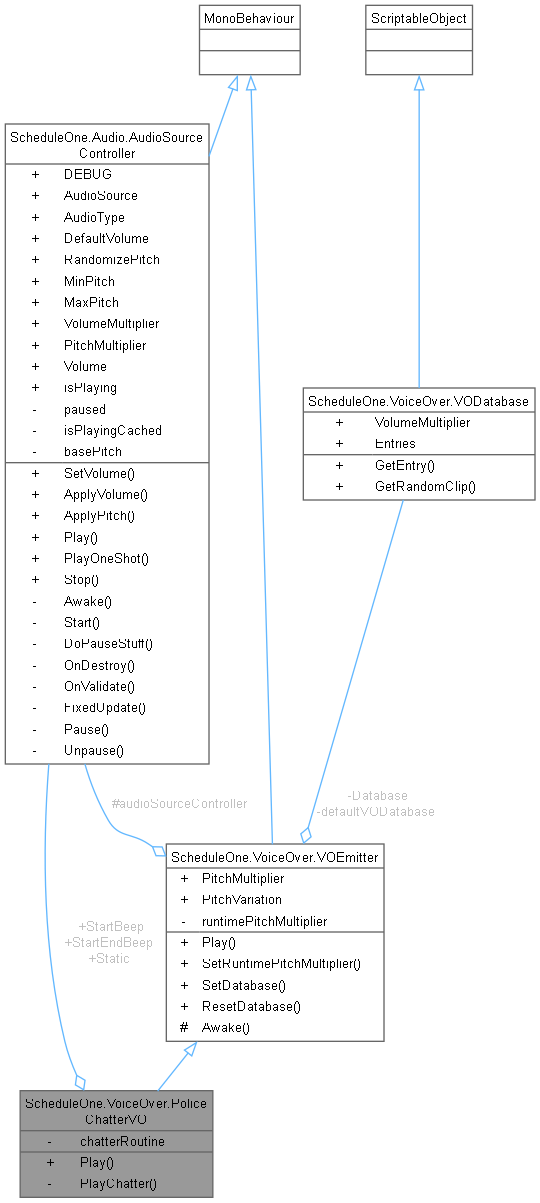 MonoBehaviour
ScriptableObject
ScheduleOne.Audio.AudioSource
Controller
+ DEBUG
+ AudioSource
+ AudioType
+ DefaultVolume
+ RandomizePitch
+ MinPitch
+ MaxPitch
+ VolumeMultiplier
+ PitchMultiplier
+ Volume
+ isPlaying
- paused
- isPlayingCached
- basePitch
+ SetVolume()
+ ApplyVolume()
+ ApplyPitch()
+ Play()
+ PlayOneShot()
+ Stop()
- Awake()
- Start()
- DoPauseStuff()
- OnDestroy()
- OnValidate()
- FixedUpdate()
- Pause()
- Unpause()
ScheduleOne.VoiceOver.VODatabase
+ VolumeMultiplier
+ Entries
+ GetEntry()
+ GetRandomClip()
#audioSourceController
-Database
-defaultVODatabase
ScheduleOne.VoiceOver.VOEmitter
+ PitchMultiplier
+ PitchVariation
- runtimePitchMultiplier
+ Play()
+ SetRuntimePitchMultiplier()
+ SetDatabase()
+ ResetDatabase()
# Awake()
+StartBeep
+StartEndBeep
+Static
ScheduleOne.VoiceOver.Police
ChatterVO
- chatterRoutine
+ Play()
- PlayChatter()